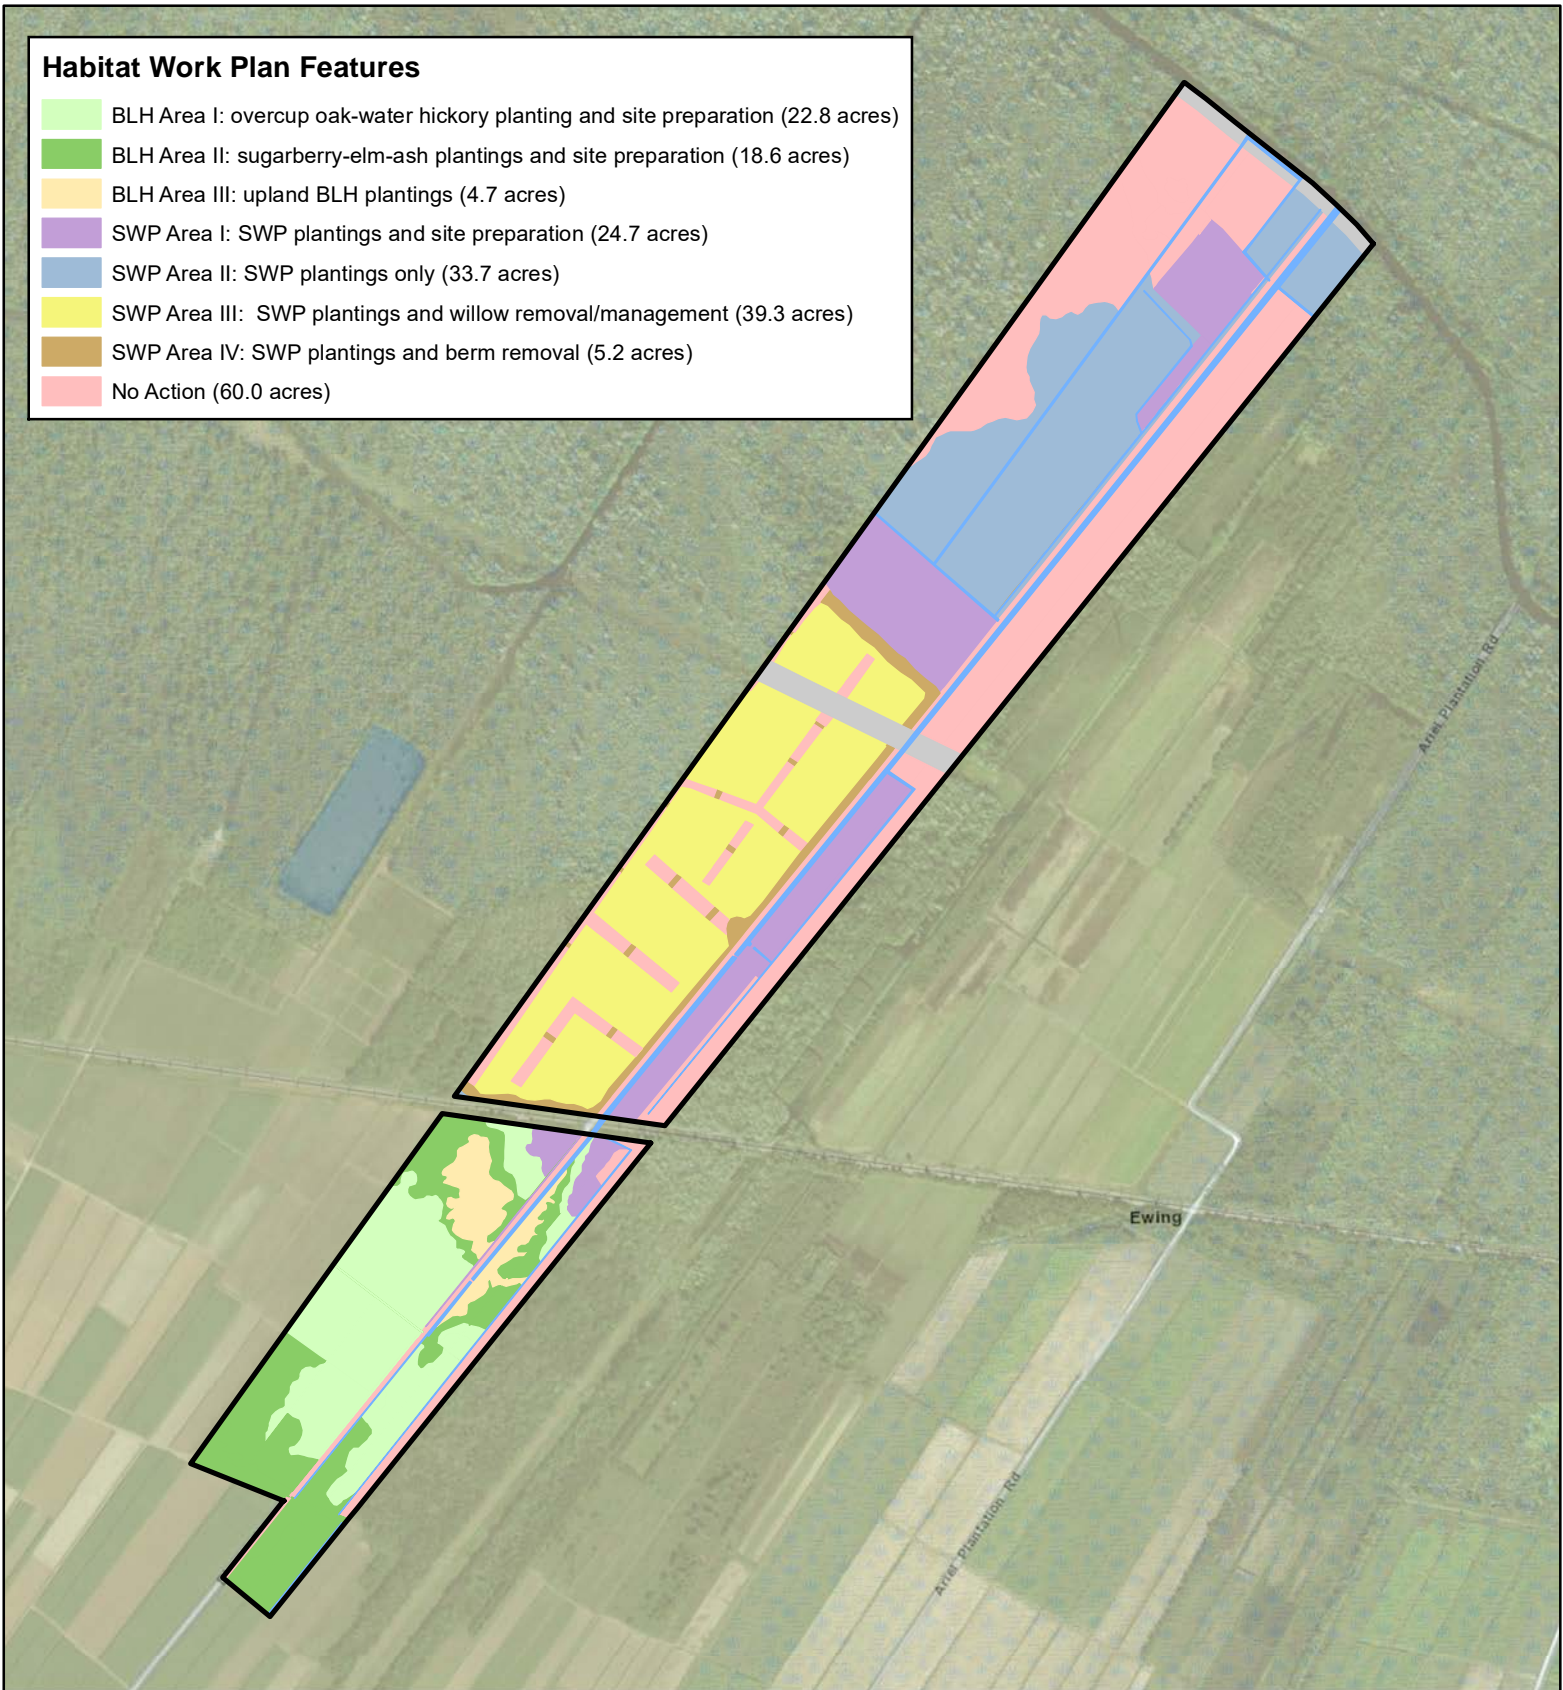 Habitat Work Plan Features
BLH Area I: overcup oak-water hickory planting and site preparation (22.8 acres)
BLH Area II: sugarberry-elm-ash plantings and site preparation (18.6 acres)
BLH Area III: upland BLH plantings (4.7 acres)
SWP Area I: SWP plantings and site preparation (24.7 acres)
SWP Area II: SWP plantings only (33.7 acres)
SWP Area III:  SWP plantings and willow removal/management (39.3 acres)
SWP Area IV: SWP plantings and berm removal (5.2 acres)
No Action (60.0 acres)
Ariel Plantation Rd
Ewing
Ariel Plantation Rd